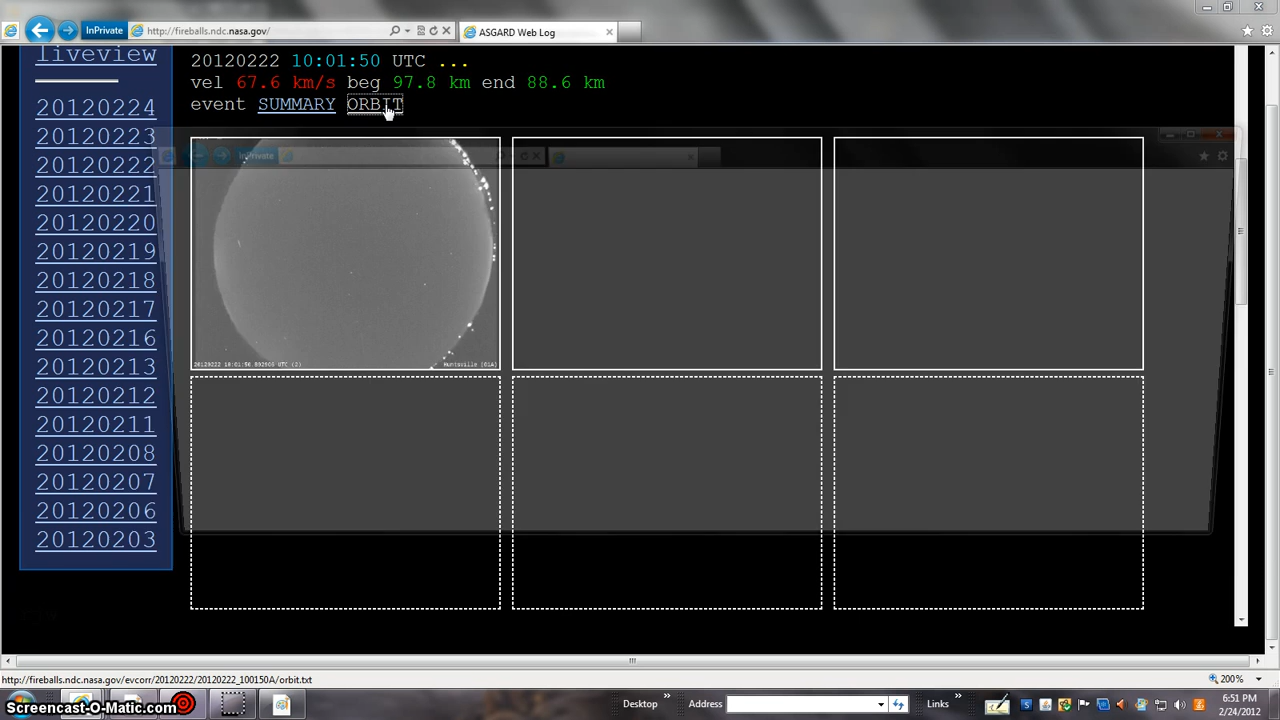 InPrivate
http://fireballs.ndc.nasa.gov/
ASGARD Web Log
liveview
20120224
20120223
20120222
20120221
20120220
20120219
20120218
20120217
20120216
20120213
20120212
20120211
20120208
20120207
20120206
20120203
20120222 10:01:50 UTC ...
vel 67.6 km/s beg 97.8 km end 88.6 km
event SUMMARY ORBIT
InPrivate
Huntsville (01A)
http://fireballs.ndc.nasa.gov/evcorr/20120222/20120222_100150A/orbit.txt
200%
Screencast-O-Matic.com
Desktop
Address
Links
6:51 PM
2/24/2012